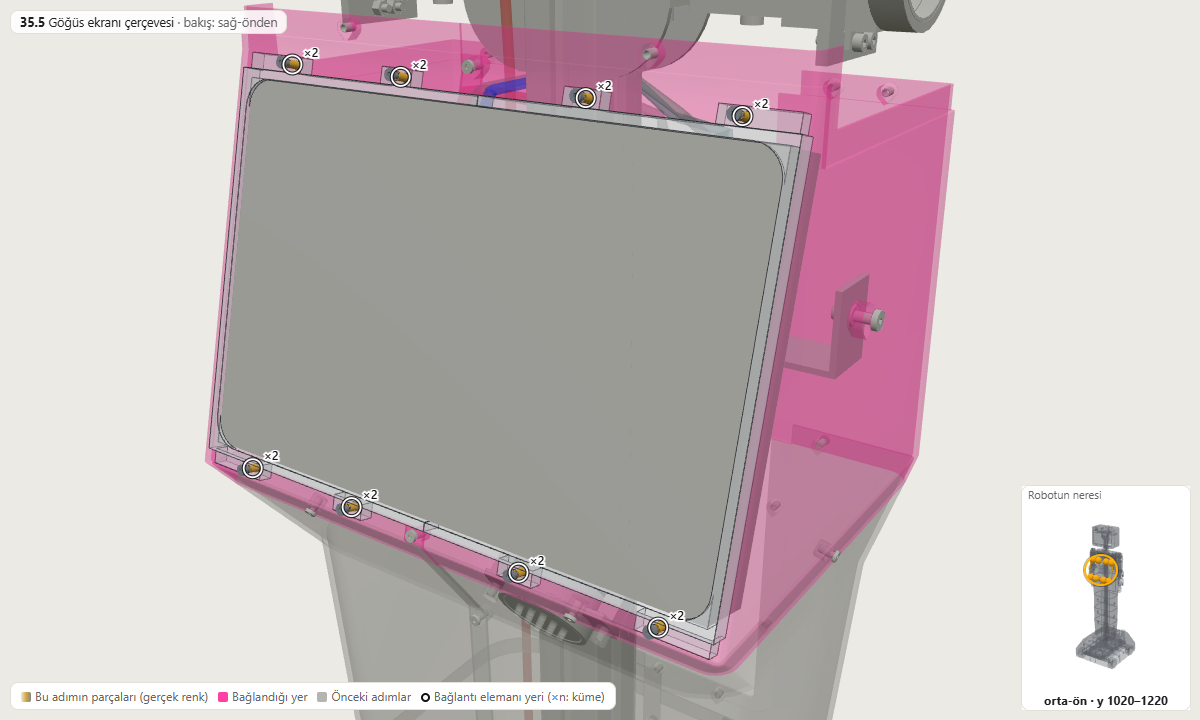 35.5 Göğüs ekranı çerçevesi · bakış: sağ-önden
×2
×2
×2
×2
×2
×2
×2
×2
Robotun neresi
orta-ön · y 1020–1220
Bu adımın parçaları (gerçek renk)
Bağlandığı yer
Önceki adımlar
Bağlantı elemanı yeri (×n: küme)